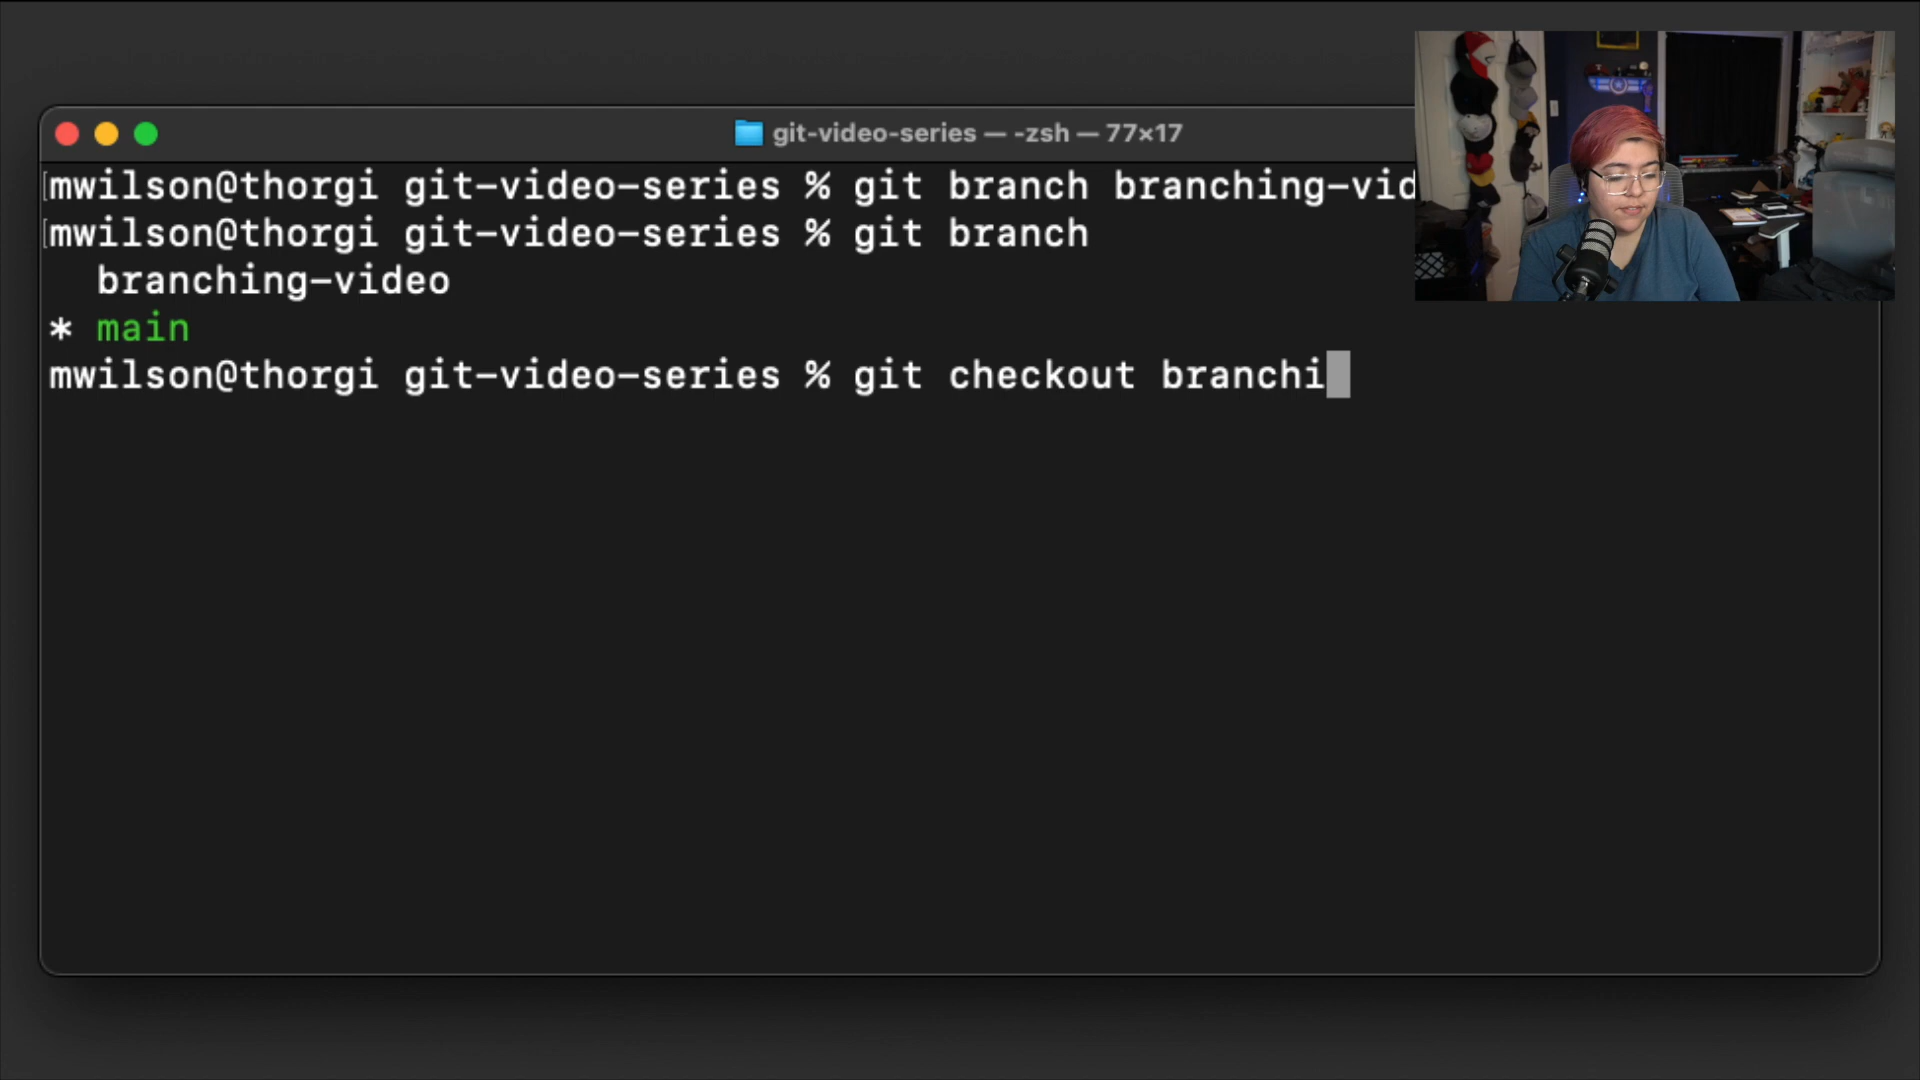 git-video-series — -zsh — 77×17
mwilson@thorgi git-video-series % git branch branching-vid
mwilson@thorgi git-video-series % git branch
branching-video
* main
mwilson@thorgi git-video-series % git checkout branchi